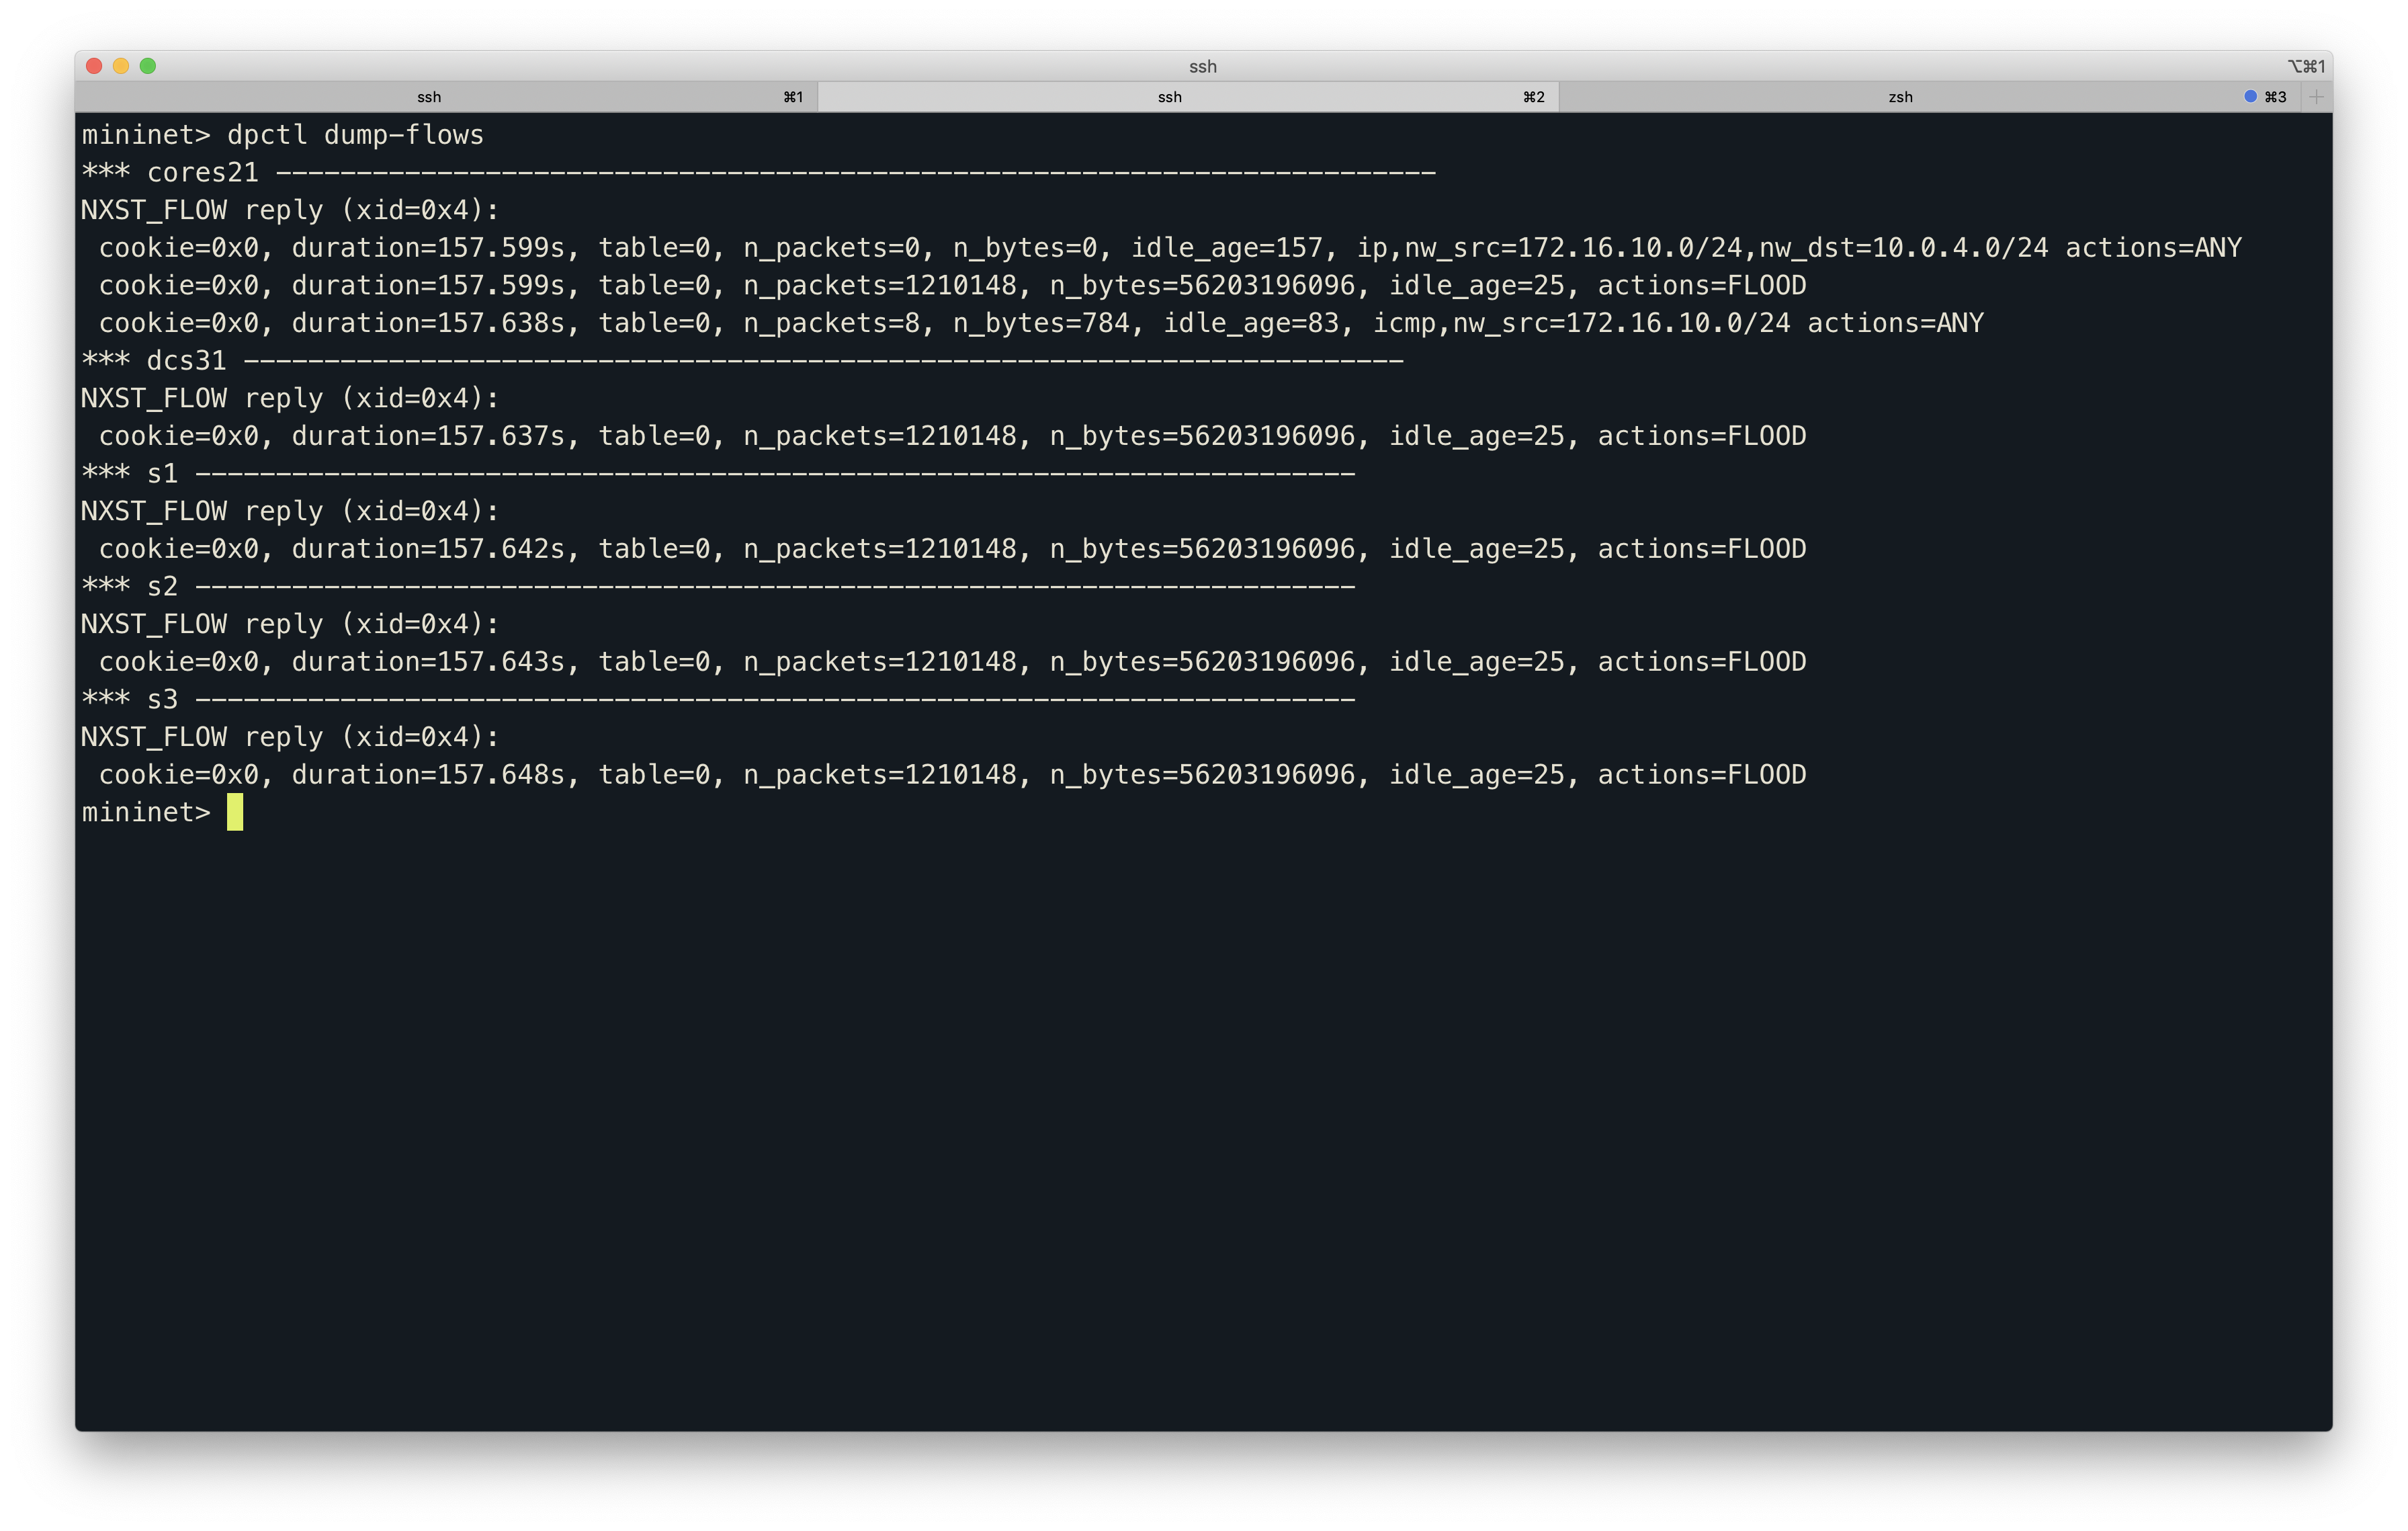 ssh ⌥⌘1
ssh ⌘1 ssh ⌘2 zsh ⌘3 +
mininet> dpctl dump-flows
*** cores21 ------------------------------------------------------------------------
NXST_FLOW reply (xid=0x4):
 cookie=0x0, duration=157.599s, table=0, n_packets=0, n_bytes=0, idle_age=157, ip,nw_src=172.16.10.0/24,nw_dst=10.0.4.0/24 actions=ANY
 cookie=0x0, duration=157.599s, table=0, n_packets=1210148, n_bytes=56203196096, idle_age=25, actions=FLOOD
 cookie=0x0, duration=157.638s, table=0, n_packets=8, n_bytes=784, idle_age=83, icmp,nw_src=172.16.10.0/24 actions=ANY
*** dcs31 ------------------------------------------------------------------------
NXST_FLOW reply (xid=0x4):
 cookie=0x0, duration=157.637s, table=0, n_packets=1210148, n_bytes=56203196096, idle_age=25, actions=FLOOD
*** s1 ------------------------------------------------------------------------
NXST_FLOW reply (xid=0x4):
 cookie=0x0, duration=157.642s, table=0, n_packets=1210148, n_bytes=56203196096, idle_age=25, actions=FLOOD
*** s2 ------------------------------------------------------------------------
NXST_FLOW reply (xid=0x4):
 cookie=0x0, duration=157.643s, table=0, n_packets=1210148, n_bytes=56203196096, idle_age=25, actions=FLOOD
*** s3 ------------------------------------------------------------------------
NXST_FLOW reply (xid=0x4):
 cookie=0x0, duration=157.648s, table=0, n_packets=1210148, n_bytes=56203196096, idle_age=25, actions=FLOOD
mininet>